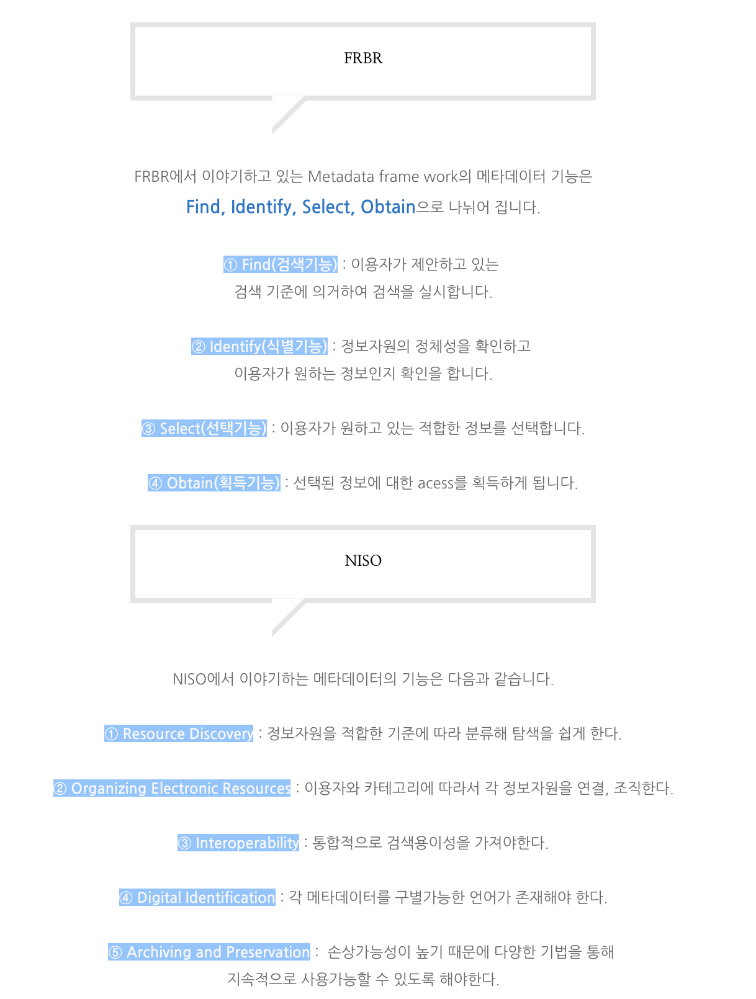 FRBR
FRBR에서 이야기하고 있는 Metadata frame work의 메타데이터 기능은
Find, Identify, Select, Obtain으로 나뉘어 집니다.
① Find(검색기능) : 이용자가 제안하고 있는
검색 기준에 의거하여 검색을 실시합니다.
② Identify(식별기능) : 정보자원의 정체성을 확인하고
이용자가 원하는 정보인지 확인을 합니다.
③ Select(선택기능) : 이용자가 원하고 있는 적합한 정보를 선택합니다.
④ Obtain(획득기능) : 선택된 정보에 대한 acess를 획득하게 됩니다.
NISO
NISO에서 이야기하는 메타데이터의 기능은 다음과 같습니다.
① Resource Discovery : 정보자원을 적합한 기준에 따라 분류해 탐색을 쉽게 한다.
② Organizing Electronic Resources : 이용자와 카테고리에 따라서 각 정보자원을 연결, 조직한다.
③ Interoperability : 통합적으로 검색용이성을 가져야한다.
④ Digital Identification : 각 메타데이터를 구별가능한 언어가 존재해야 한다.
⑤ Archiving and Preservation :  손상가능성이 높기 때문에 다양한 기법을 통해
지속적으로 사용가능할 수 있도록 해야한다.